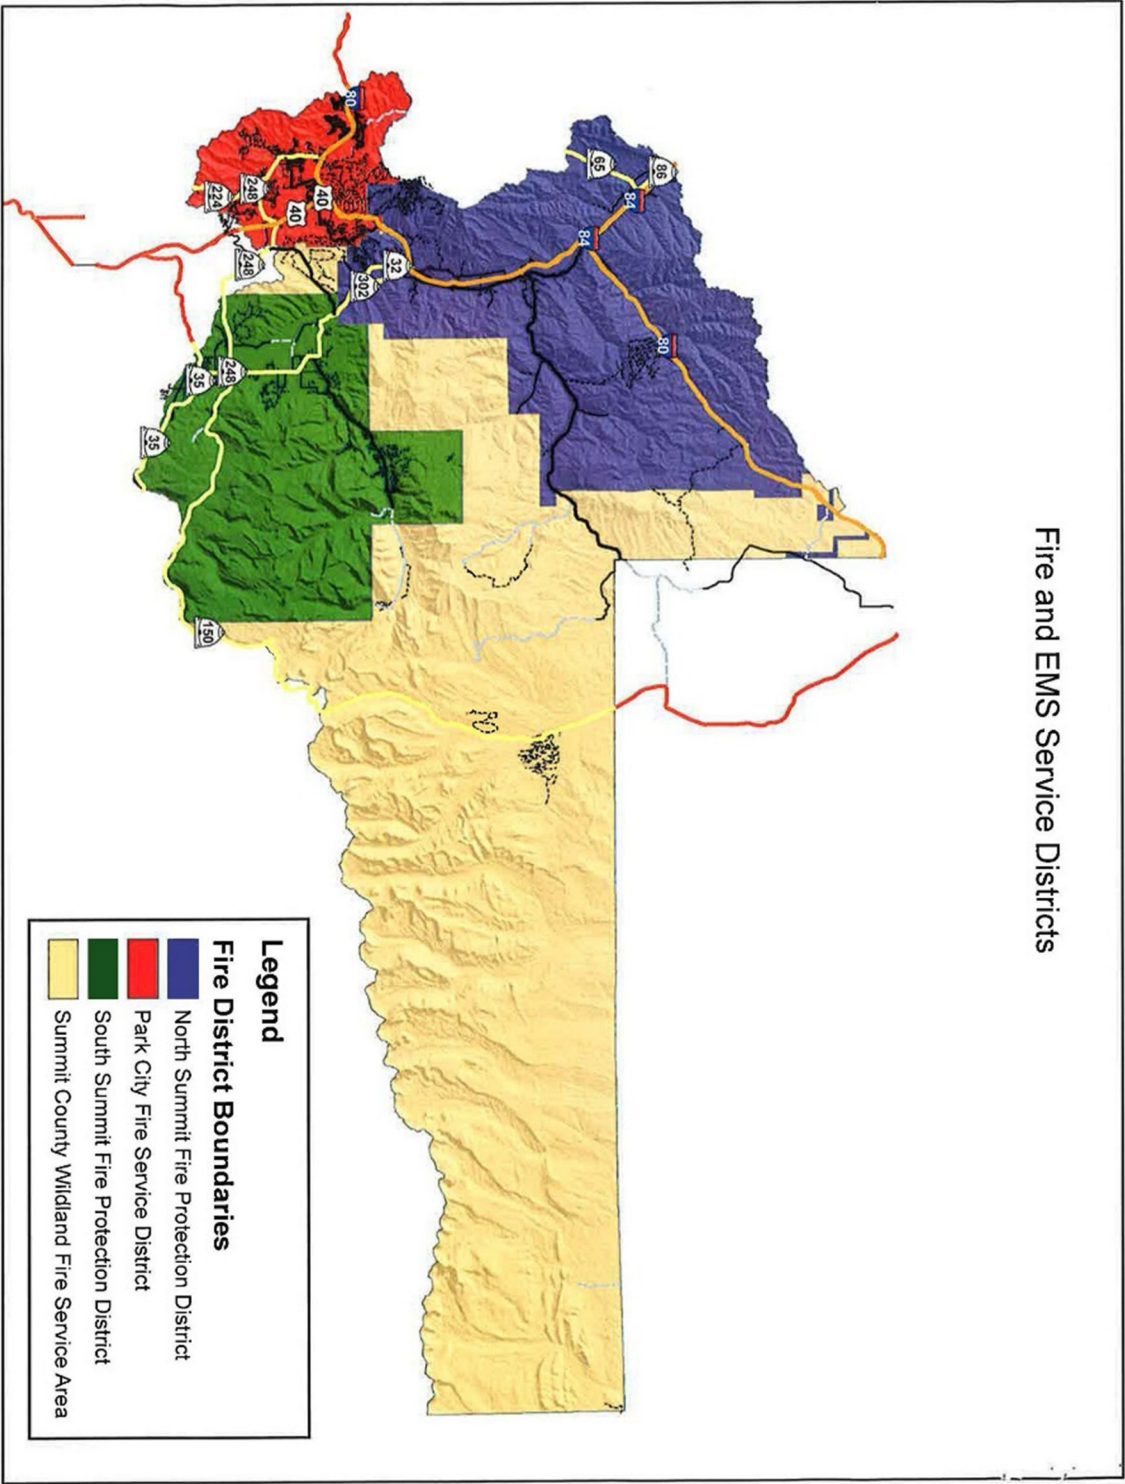 Fire and EMS Service Districts
86
65
84
84
80
80
32
302
40
40
248
224
248
248
35
35
150
Legend
Fire District Boundaries
North Summit Fire Protection District
Park City Fire Service District
South Summit Fire Protection District
Summit County Wildland Fire Service Area